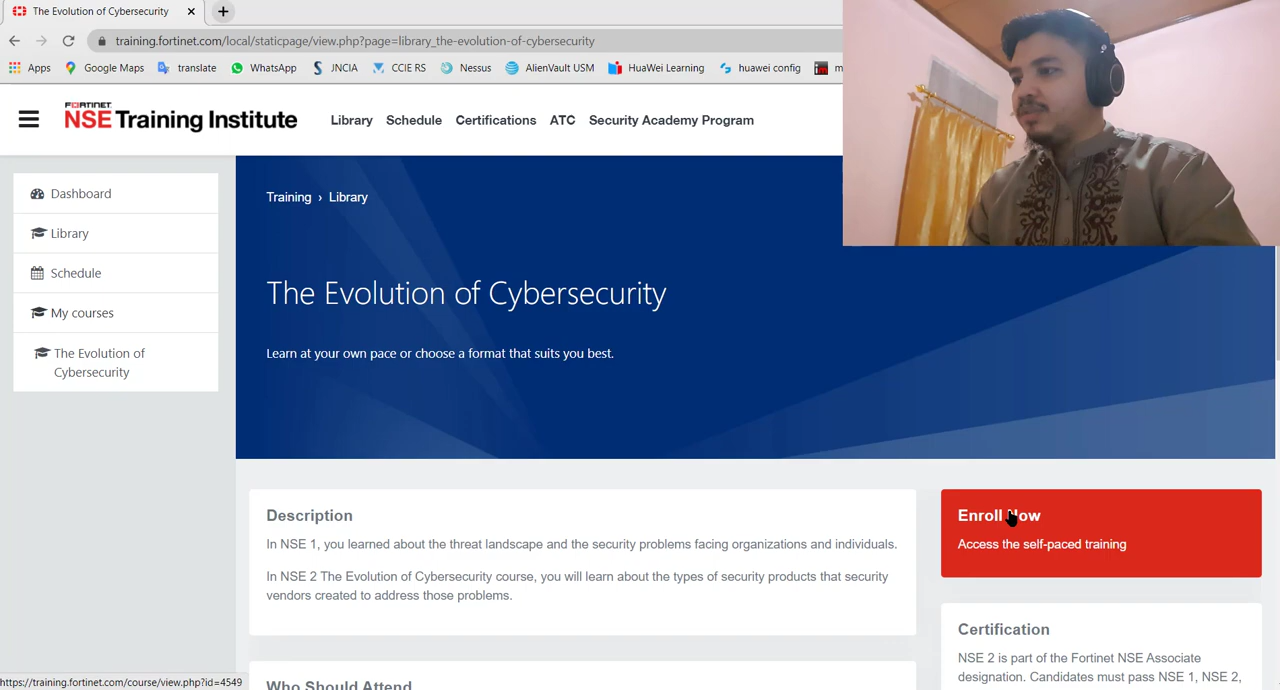 The Evolution of Cybersecurity
training.fortinet.com/local/staticpage/view.php?page=library_the-evolution-of-cybersecurity
Apps Google Maps translate WhatsApp JNCIA CCIE RS Nessus AlienVault USM HuaWei Learning huawei config
FORTINET
NSE Training Institute
Library Schedule Certifications ATC Security Academy Program
Dashboard
Library
Schedule
My courses
The Evolution of
Cybersecurity
Training › Library
The Evolution of Cybersecurity
Learn at your own pace or choose a format that suits you best.
Description
In NSE 1, you learned about the threat landscape and the security problems facing organizations and individuals.
In NSE 2 The Evolution of Cybersecurity course, you will learn about the types of security products that security
vendors created to address those problems.
Who Should Attend
Enroll Now
Access the self-paced training
Certification
NSE 2 is part of the Fortinet NSE Associate
designation. Candidates must pass NSE 1, NSE 2,
https://training.fortinet.com/course/view.php?id=4549